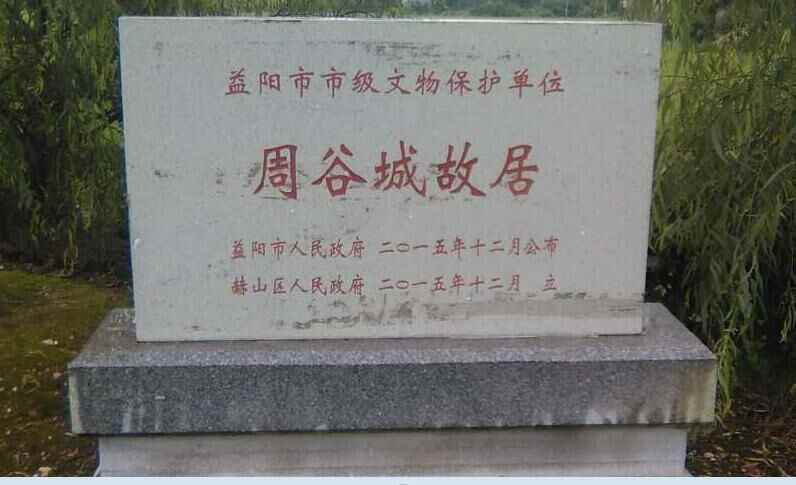 益阳市市级文物保护单位
周谷城故居
益阳市人民政府 二〇一五年十二月公布
赫山区人民政府 二〇一五年十二月 立